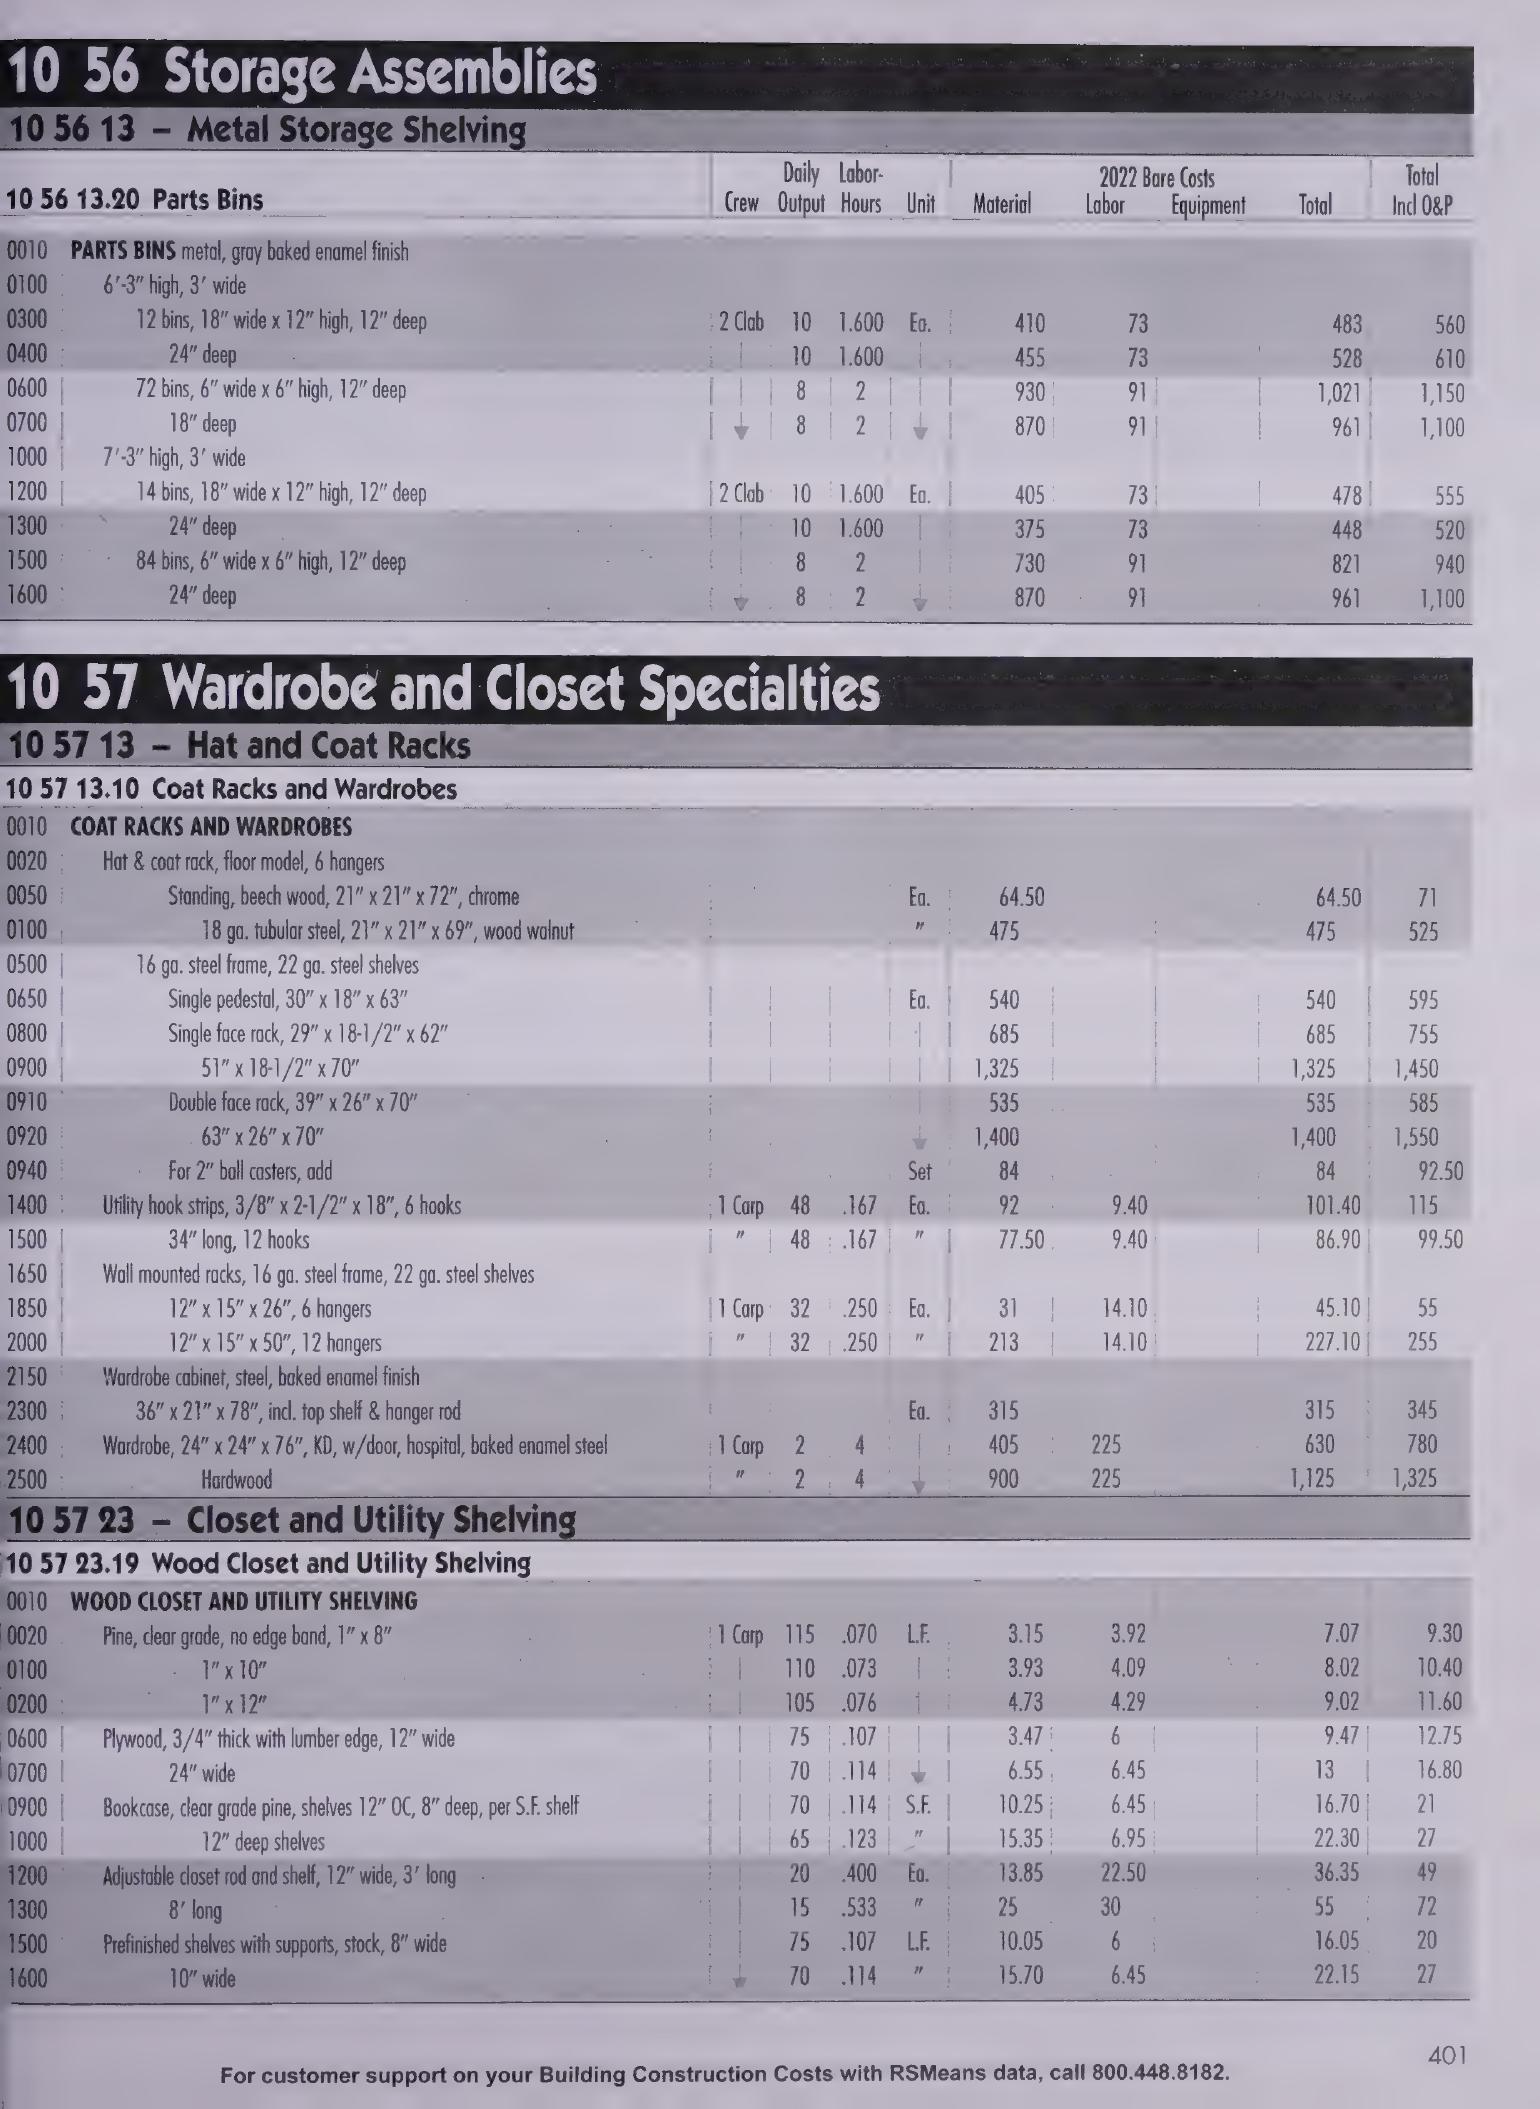 10 56 Storage Assemblies
10 56 13 – Metal Storage Shelving
10 56 13.20 Parts Bins Crew Daily Output Labor-Hours Unit Material 2022 Bare Costs Labor Equipment Total Total Incl O&P
0010 PARTS BINS metal, gray baked enamel finish
0100 6'-3" high, 3' wide
0300 12 bins, 18" wide x 12" high, 12" deep 2 Clab 10 1.600 Ea. 410 73 483 560
0400 24" deep 10 1.600 455 73 528 610
0600 72 bins, 6" wide x 6" high, 12" deep 8 2 930 91 1,021 1,150
0700 18" deep 8 2 870 91 961 1,100
1000 7'-3" high, 3' wide
1200 14 bins, 18" wide x 12" high, 12" deep 2 Clab 10 1.600 Ea. 405 73 478 555
1300 24" deep 10 1.600 375 73 448 520
1500 84 bins, 6" wide x 6" high, 12" deep 8 2 730 91 821 940
1600 24" deep 8 2 870 91 961 1,100
10 57 Wardrobe and Closet Specialties
10 57 13 – Hat and Coat Racks
10 57 13.10 Coat Racks and Wardrobes
0010 COAT RACKS AND WARDROBES
0020 Hat & coat rack, floor model, 6 hangers
0050 Standing, beech wood, 21" x 21" x 72", chrome Ea. 64.50 64.50 71
0100 18 ga. tubular steel, 21" x 21" x 69", wood walnut " 475 475 525
0500 16 ga. steel frame, 22 ga. steel shelves
0650 Single pedestal, 30" x 18" x 63" Ea. 540 540 595
0800 Single face rack, 29" x 18-1/2" x 62" 685 685 755
0900 51" x 18-1/2" x 70" 1,325 1,325 1,450
0910 Double face rack, 39" x 26" x 70" 535 535 585
0920 63" x 26" x 70" 1,400 1,400 1,550
0940 For 2" ball casters, add Set 84 84 92.50
1400 Utility hook strips, 3/8" x 2-1/2" x 18", 6 hooks 1 Carp 48 .167 Ea. 92 9.40 101.40 115
1500 34" long, 12 hooks " 48 .167 " 77.50 9.40 86.90 99.50
1650 Wall mounted racks, 16 ga. steel frame, 22 ga. steel shelves
1850 12" x 15" x 26", 6 hangers 1 Carp 32 .250 Ea. 31 14.10 45.10 55
2000 12" x 15" x 50", 12 hangers " 32 .250 " 213 14.10 227.10 255
2150 Wardrobe cabinet, steel, baked enamel finish
2300 36" x 21" x 78", incl. top shelf & hanger rod Ea. 315 315 345
2400 Wardrobe, 24" x 24" x 76", KD, w/door, hospital, baked enamel steel 1 Carp 2 4 405 225 630 780
2500 Hardwood " 2 4 900 225 1,125 1,325
10 57 23 – Closet and Utility Shelving
10 57 23.19 Wood Closet and Utility Shelving
0010 WOOD CLOSET AND UTILITY SHELVING
0020 Pine, clear grade, no edge band, 1" x 8" 1 Carp 115 .070 L.F. 3.15 3.92 7.07 9.30
0100 1" x 10" 110 .073 3.93 4.09 8.02 10.40
0200 1" x 12" 105 .076 4.73 4.29 9.02 11.60
0600 Plywood, 3/4" thick with lumber edge, 12" wide 75 .107 3.47 6 9.47 12.75
0700 24" wide 70 .114 6.55 6.45 13 16.80
0900 Bookcase, clear grade pine, shelves 12" OC, 8" deep, per S.F. shelf 70 .114 S.F. 10.25 6.45 16.70 21
1000 12" deep shelves 65 .123 " 15.35 6.95 22.30 27
1200 Adjustable closet rod and shelf, 12" wide, 3' long 20 .400 Ea. 13.85 22.50 36.35 49
1300 8' long 15 .533 " 25 30 55 72
1500 Prefinished shelves with supports, stock, 8" wide 75 .107 L.F. 10.05 6 16.05 20
1600 10" wide 70 .114 " 15.70 6.45 22.15 27
401
For customer support on your Building Construction Costs with RSMeans data, call 800.448.8182.